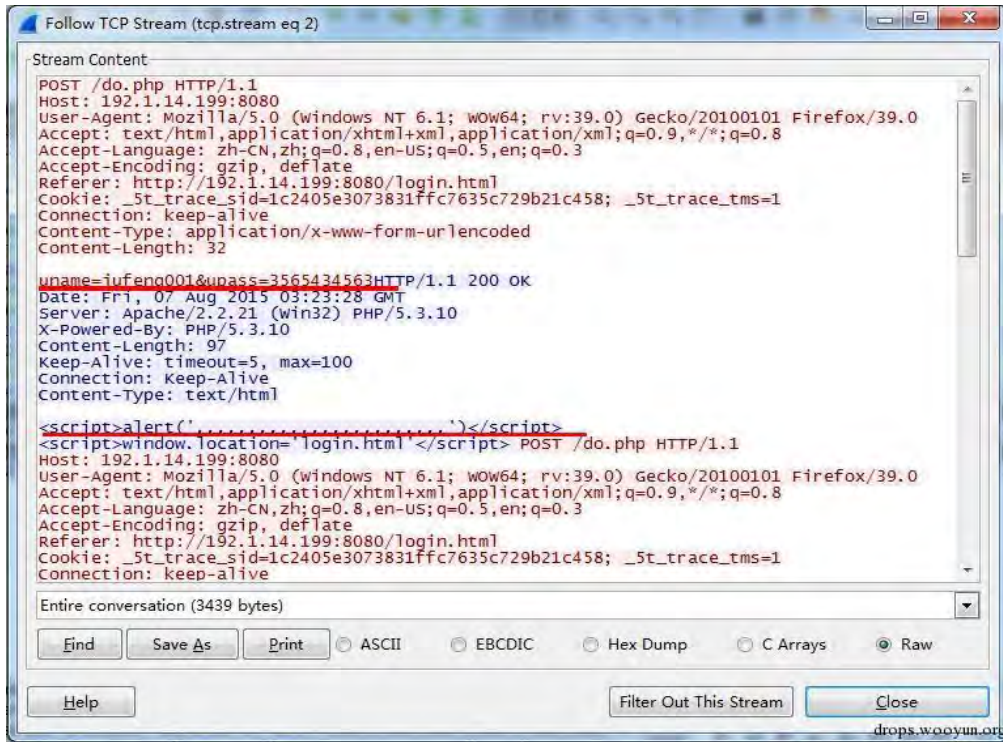 Follow TCP Stream (tcp.stream eq 2)
Stream Content
POST /do.php HTTP/1.1
Host: 192.1.14.199:8080
User-Agent: Mozilla/5.0 (Windows NT 6.1; WOW64; rv:39.0) Gecko/20100101 Firefox/39.0
Accept: text/html,application/xhtml+xml,application/xml;q=0.9,*/*;q=0.8
Accept-Language: zh-CN,zh;q=0.8,en-US;q=0.5,en;q=0.3
Accept-Encoding: gzip, deflate
Referer: http://192.1.14.199:8080/login.html
Cookie: _5t_trace_sid=1c2405e3073831ffc7635c729b21c458; _5t_trace_tms=1
Connection: keep-alive
Content-Type: application/x-www-form-urlencoded
Content-Length: 32
uname=jufeng001&upass=3565434563HTTP/1.1 200 OK
Date: Fri, 07 Aug 2015 03:23:28 GMT
Server: Apache/2.2.21 (Win32) PHP/5.3.10
X-Powered-By: PHP/5.3.10
Content-Length: 97
Keep-Alive: timeout=5, max=100
Connection: Keep-Alive
Content-Type: text/html
<script>alert('........................')</script>
<script>window.location='login.html'</script> POST /do.php HTTP/1.1
Host: 192.1.14.199:8080
User-Agent: Mozilla/5.0 (Windows NT 6.1; WOW64; rv:39.0) Gecko/20100101 Firefox/39.0
Accept: text/html,application/xhtml+xml,application/xml;q=0.9,*/*;q=0.8
Accept-Language: zh-CN,zh;q=0.8,en-US;q=0.5,en;q=0.3
Accept-Encoding: gzip, deflate
Referer: http://192.1.14.199:8080/login.html
Cookie: _5t_trace_sid=1c2405e3073831ffc7635c729b21c458; _5t_trace_tms=1
Connection: keep-alive
Entire conversation (3439 bytes)
Find Save As Print ASCII EBCDIC Hex Dump C Arrays Raw
Help Filter Out This Stream Close
drops.wooyun.org